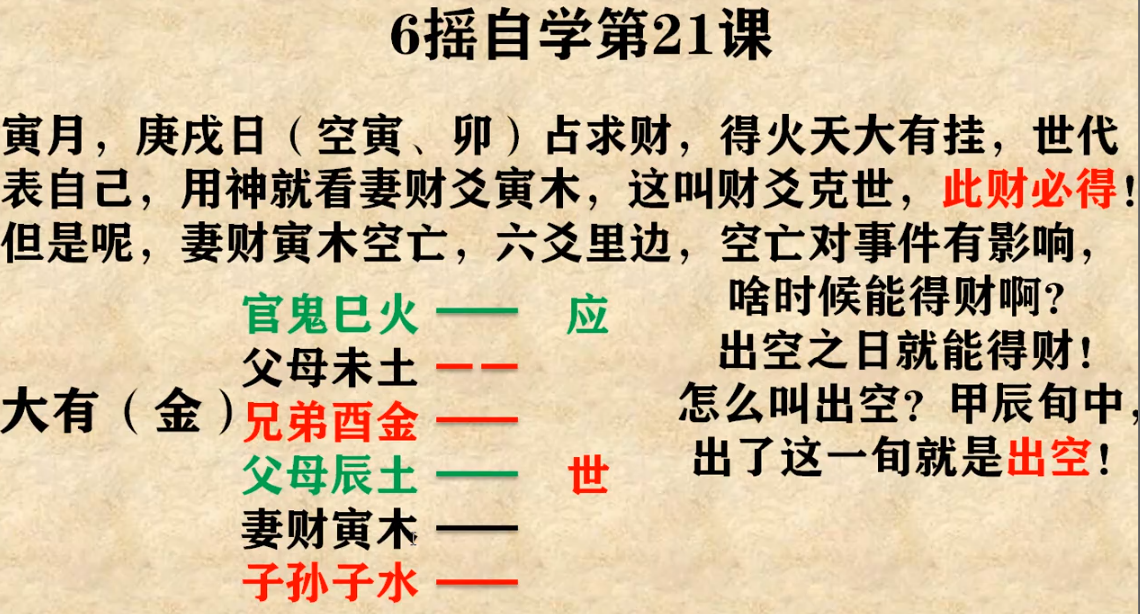 6摇自学第21课
寅月，庚戌日（空寅、卯）占求财，得火天大有挂，世代
表自己，用神就看妻财爻寅木，这叫财爻克世，此财必得！
但是呢，妻财寅木空亡，六爻里边，空亡对事件有影响，
啥时候能得财啊？
出空之日就能得财！
怎么叫出空？甲辰旬中，
出了这一旬就是出空！
大有（金）
官鬼巳火 应
父母未土
兄弟酉金
父母辰土 世
妻财寅木
子孙子水